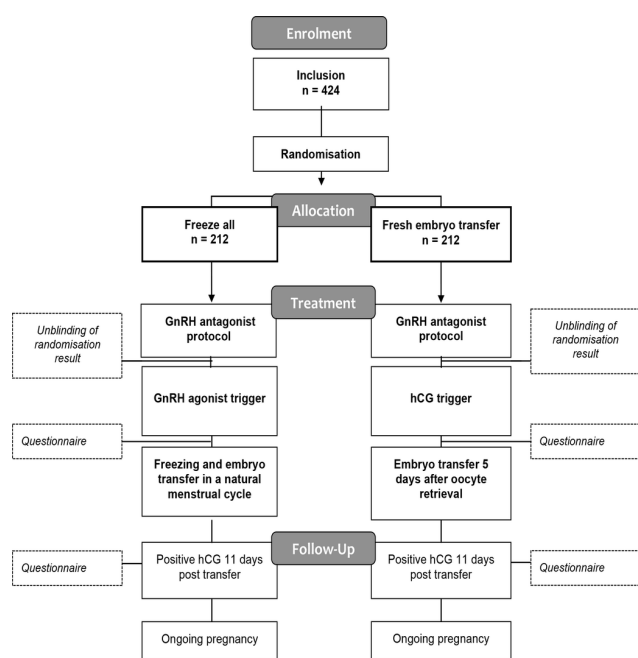 Enrolment
Inclusion
n = 424
Randomisation
Allocation
Freeze all
n = 212
Fresh embryo transfer
n = 212
Treatment
GnRH antagonist
protocol
GnRH antagonist
protocol
Unblinding of
randomisation
result
Unblinding of
randomisation
result
GnRH agonist trigger
hCG trigger
Questionnaire
Questionnaire
Freezing and embryo
transfer in a natural
menstrual cycle
Embryo transfer 5
days after oocyte
retrieval
Follow-Up
Questionnaire
Positive hCG 11 days
post transfer
Positive hCG 11 days
post transfer
Questionnaire
Ongoing pregnancy
Ongoing pregnancy